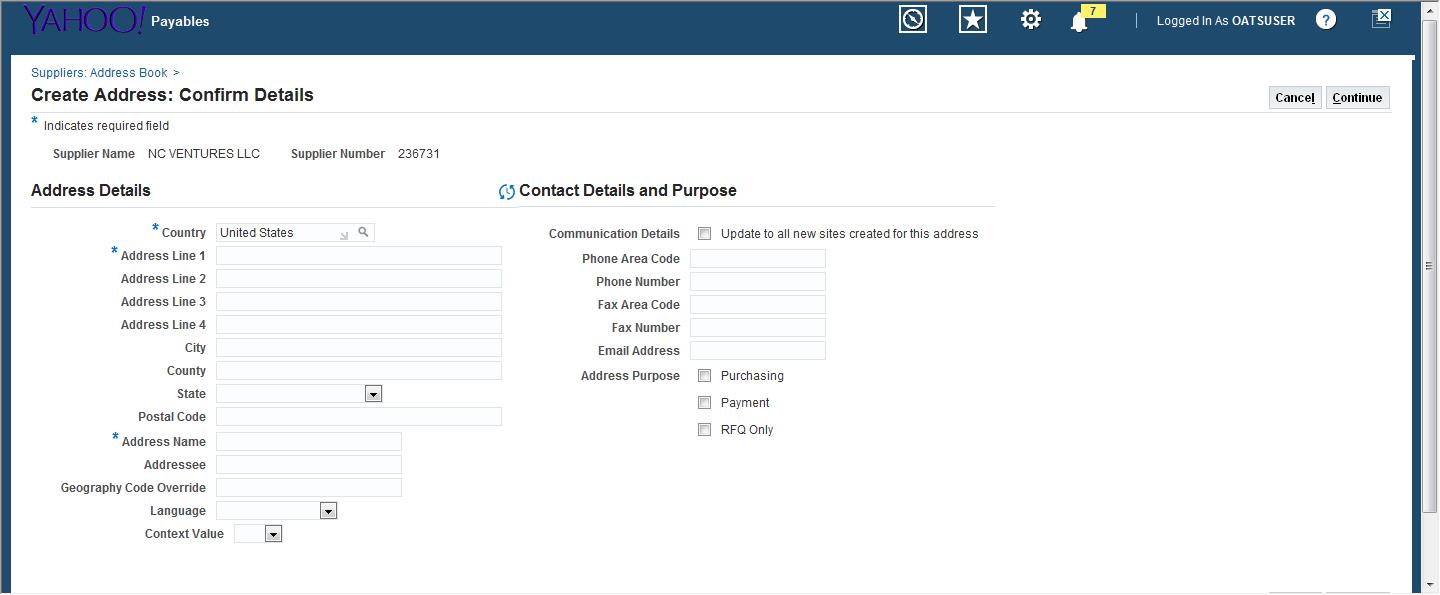 YAHOO! Payables 7 Logged In As OATSUSER ?
Suppliers: Address Book >
Create Address: Confirm Details Cancel Continue
* Indicates required field
Supplier Name NC VENTURES LLC Supplier Number 236731
Address Details Contact Details and Purpose
* Country United States Communication Details Update to all new sites created for this address
* Address Line 1 Phone Area Code
Address Line 2 Phone Number
Address Line 3 Fax Area Code
Address Line 4 Fax Number
City Email Address
County Address Purpose Purchasing
State Payment
Postal Code RFQ Only
* Address Name
Addressee
Geography Code Override
Language
Context Value